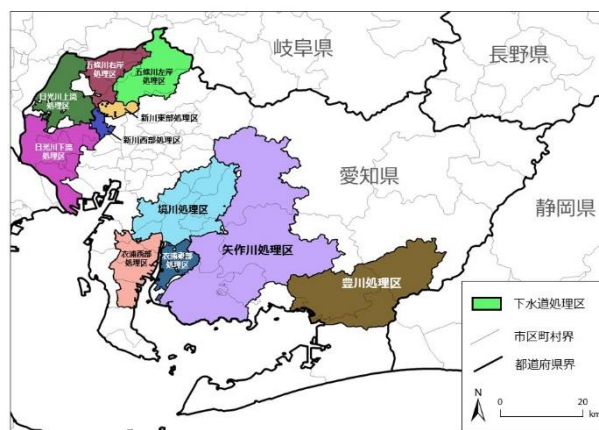 岐阜県
長野県
五条川右岸
処理区
五条川左岸
処理区
日光川上流
処理区
新川東部処理区
新川西部処理区
日光川下流
処理区
愛知県
静岡県
境川処理区
矢作川処理区
衣浦西部
処理区
衣浦東部
処理区
豊川処理区
下水道処理区
市区町村界
都道府県界
N
0 20
km